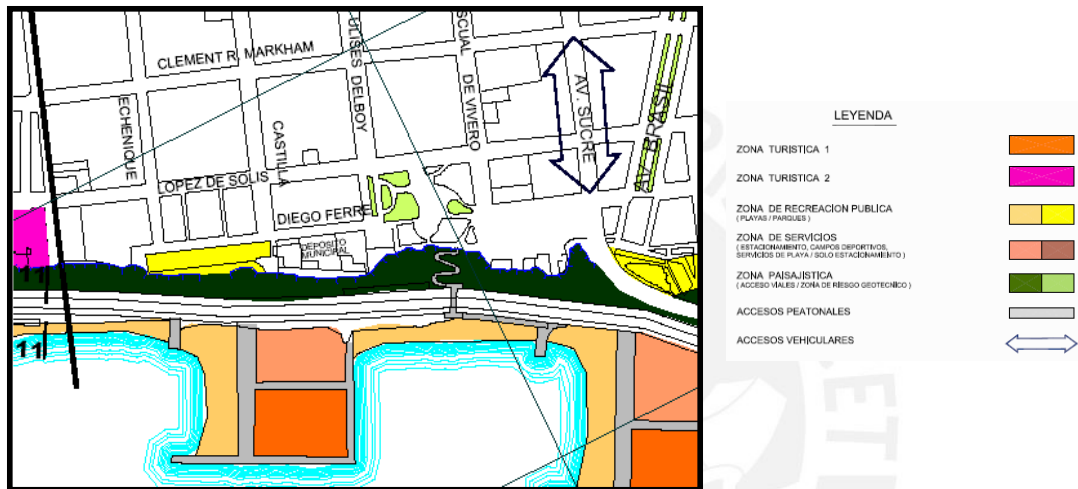 CLEMENT R. MARKHAM
ULISES DELBOY
SCUAL DE VIVERO
AV. SUCRE
AV. BRASIL
ECHENIQUE
CASTILLA
LOPEZ DE SOLIS
DIEGO FERRE
DEPOSITO
MUNICIPAL
11
11
LEYENDA
ZONA TURISTICA 1
ZONA TURISTICA 2
ZONA DE RECREACION PUBLICA
( PLAYAS / PARQUES )
ZONA DE SERVICIOS
( ESTACIONAMIENTO, CAMPOS DEPORTIVOS,
SERVICIOS DE PLAYA / SOLO ESTACIONAMIENTO )
ZONA PAISAJISTICA
( ACCESO VIALES / ZONA DE RIESGO GEOTECNICO )
ACCESOS PEATONALES
ACCESOS VEHICULARES